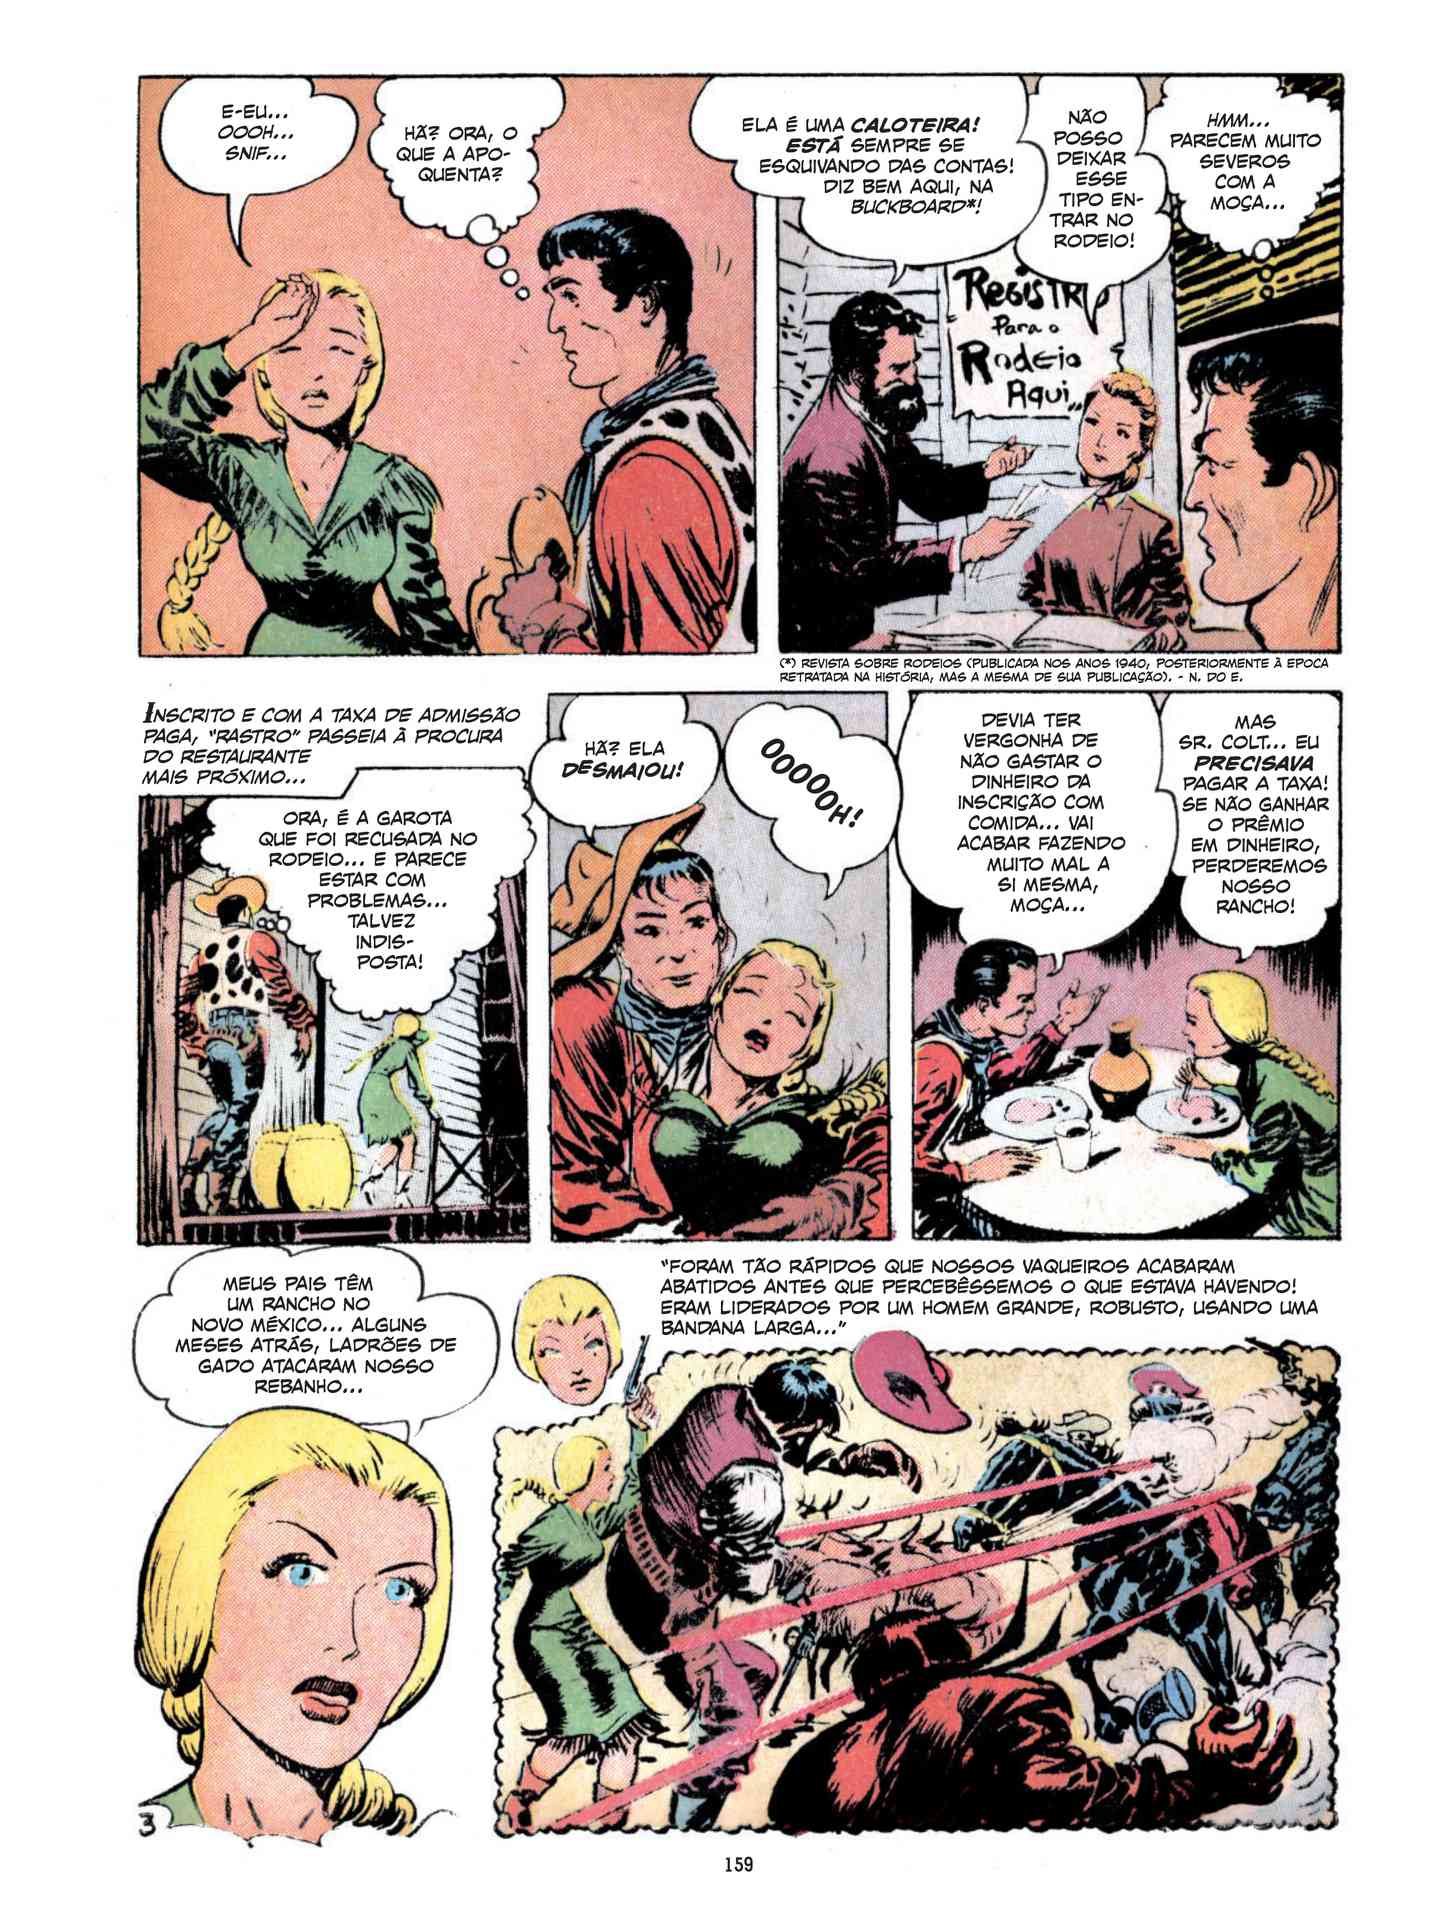 E-EU...
OOOH...
SNIF...
HÃ? ORA, O
QUE A APO-
QUENTA?
ELA É UMA CALOTEIRA!
ESTÁ SEMPRE SE
ESQUIVANDO DAS CONTAS!
DIZ BEM AQUI, NA
BUCKBOARD*!
NÃO
POSSO
DEIXAR
ESSE
TIPO EN-
TRAR NO
RODEIO!
HMM...
PARECEM MUITO
SEVEROS
COM A
MOÇA...
REGISTRO
Para o
Rodeio
Aqui...
(*) REVISTA SOBRE RODEIOS (PUBLICADA NOS ANOS 1940, POSTERIORMENTE À EPOCA
RETRATADA NA HISTÓRIA, MAS A MESMA DE SUA PUBLICAÇÃO). - N. DO E.
INSCRITO E COM A TAXA DE ADMISSÃO
PAGA, "RASTRO" PASSEIA À PROCURA
DO RESTAURANTE
MAIS PRÓXIMO...
ORA, É A GAROTA
QUE FOI RECUSADA NO
RODEIO... E PARECE
ESTAR COM
PROBLEMAS...
TALVEZ
INDIS-
POSTA!
HÃ? ELA
DESMAIOU!
OOOOOOH!
DEVIA TER
VERGONHA DE
NÃO GASTAR O
DINHEIRO DA
INSCRIÇÃO COM
COMIDA... VAI
ACABAR FAZENDO
MUITO MAL A
SI MESMA,
MOÇA...
MAS
SR. COLT... EU
PRECISAVA
PAGAR A TAXA!
SE NÃO GANHAR
O PRÊMIO
EM DINHEIRO,
PERDEREMOS
NOSSO
RANCHO!
MEUS PAIS TÊM
UM RANCHO NO
NOVO MÉXICO... ALGUNS
MESES ATRÁS, LADRÕES DE
GADO ATACARAM NOSSO
REBANHO...
"FORAM TÃO RÁPIDOS QUE NOSSOS VAQUEIROS ACABARAM
ABATIDOS ANTES QUE PERCEBÊSSEMOS O QUE ESTAVA HAVENDO!
ERAM LIDERADOS POR UM HOMEM GRANDE, ROBUSTO, USANDO UMA
BANDANA LARGA..."
3
159